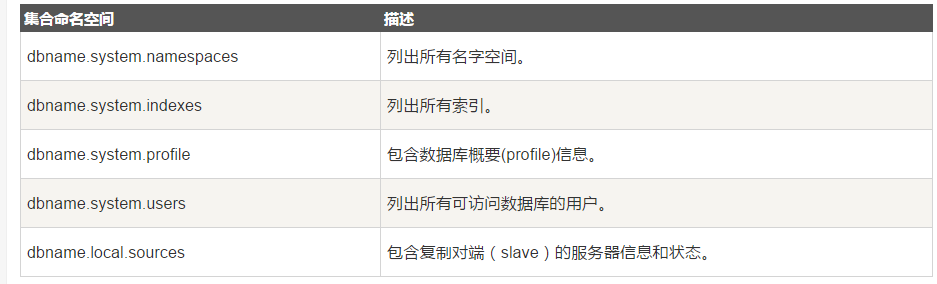 集合命名空间 描述
dbname.system.namespaces 列出所有名字空间。
dbname.system.indexes 列出所有索引。
dbname.system.profile 包含数据库概要(profile)信息。
dbname.system.users 列出所有可访问数据库的用户。
dbname.local.sources 包含复制对端（slave）的服务器信息和状态。